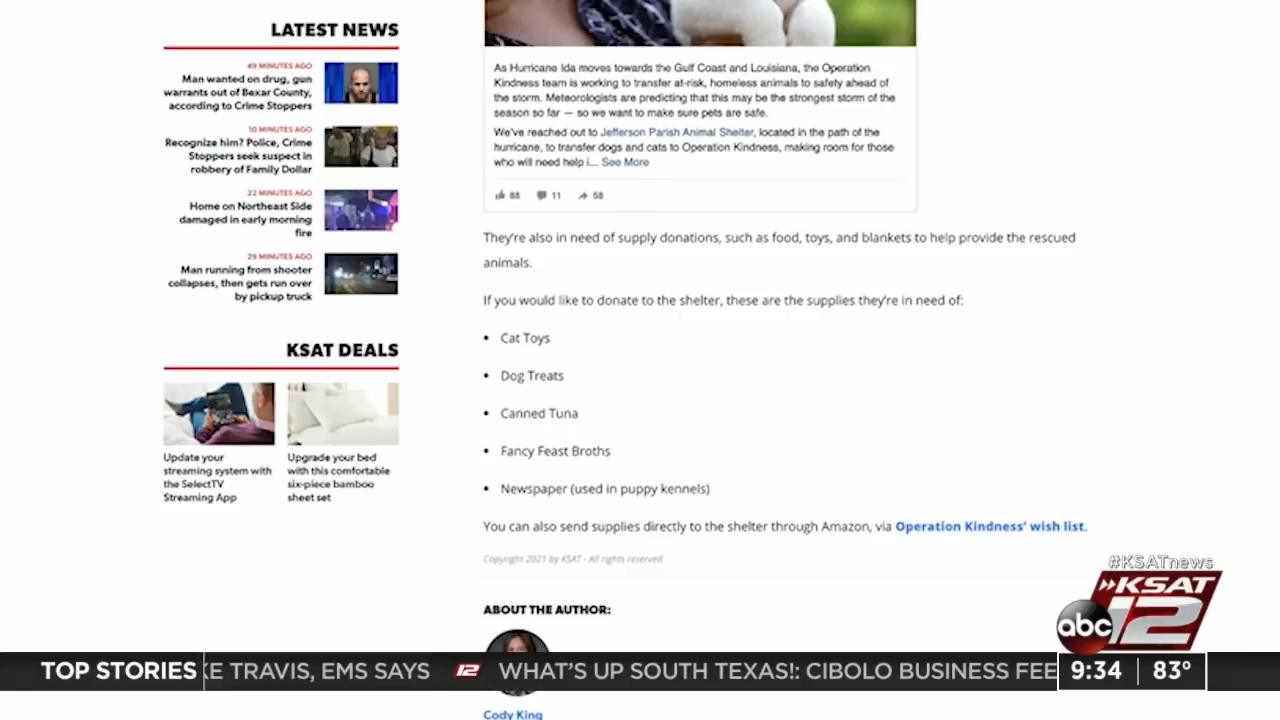 LATEST NEWS
49 MINUTES AGO
Man wanted on drug, gun
warrants out of Bexar County,
according to Crime Stoppers
10 MINUTES AGO
Recognize him? Police, Crime
Stoppers seek suspect in
robbery of Family Dollar
22 MINUTES AGO
Home on Northeast Side
damaged in early morning
fire
29 MINUTES AGO
Man running from shooter
collapses, then gets run over
by pickup truck
KSAT DEALS
Update your
streaming system with
the SelectTV
Streaming App
Upgrade your bed
with this comfortable
six-piece bamboo
sheet set
As Hurricane Ida moves towards the Gulf Coast and Louisiana, the Operation
Kindness team is working to transfer at-risk, homeless animals to safety ahead of
the storm. Meteorologists are predicting that this may be the strongest storm of the
season so far — so we want to make sure pets are safe.
We've reached out to Jefferson Parish Animal Shelter, located in the path of the
hurricane, to transfer dogs and cats to Operation Kindness, making room for those
who will need help i... See More
88 11 58
They're also in need of supply donations, such as food, toys, and blankets to help provide the rescued
animals.
If you would like to donate to the shelter, these are the supplies they're in need of:
• Cat Toys
• Dog Treats
• Canned Tuna
• Fancy Feast Broths
• Newspaper (used in puppy kennels)
You can also send supplies directly to the shelter through Amazon, via Operation Kindness' wish list.
Copyright 2021 by KSAT - All rights reserved.
ABOUT THE AUTHOR:
Cody King
#KSATnews
KSAT
abc 12
TOP STORIES KE TRAVIS, EMS SAYS 12 WHAT'S UP SOUTH TEXAS!: CIBOLO BUSINESS FEE 9:34 83°